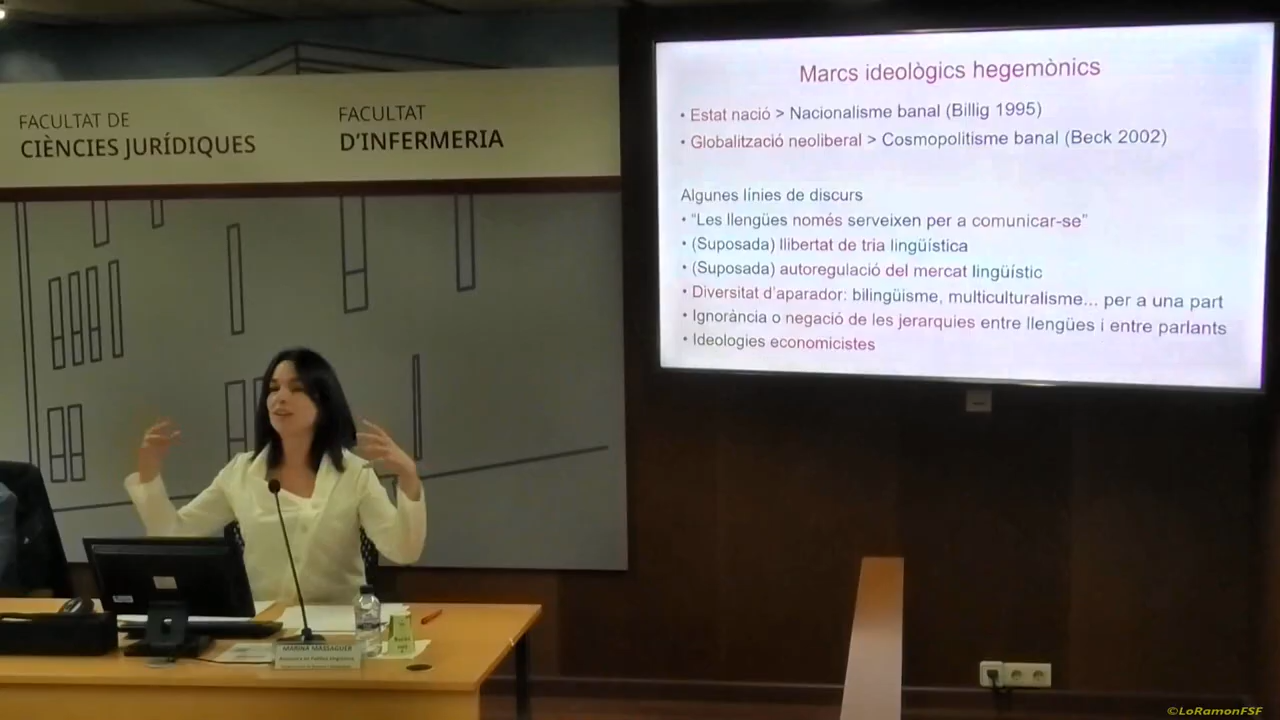 FACULTAT DE
CIÈNCIES JURÍDIQUES
FACULTAT
D'INFERMERIA
Marcs ideològics hegemònics
• Estat nació > Nacionalisme banal (Billig 1995)
• Globalització neoliberal > Cosmopolitisme banal (Beck 2002)
Algunes línies de discurs
• “Les llengües només serveixen per a comunicar-se”
• (Suposada) llibertat de tria lingüística
• (Suposada) autoregulació del mercat lingüístic
• Diversitat d’aparador: bilingüisme, multiculturalisme... per a una part
• Ignorància o negació de les jerarquies entre llengües i entre parlants
• Ideologies economicistes
MARINA MASSAGUER
©LoRamonFSF